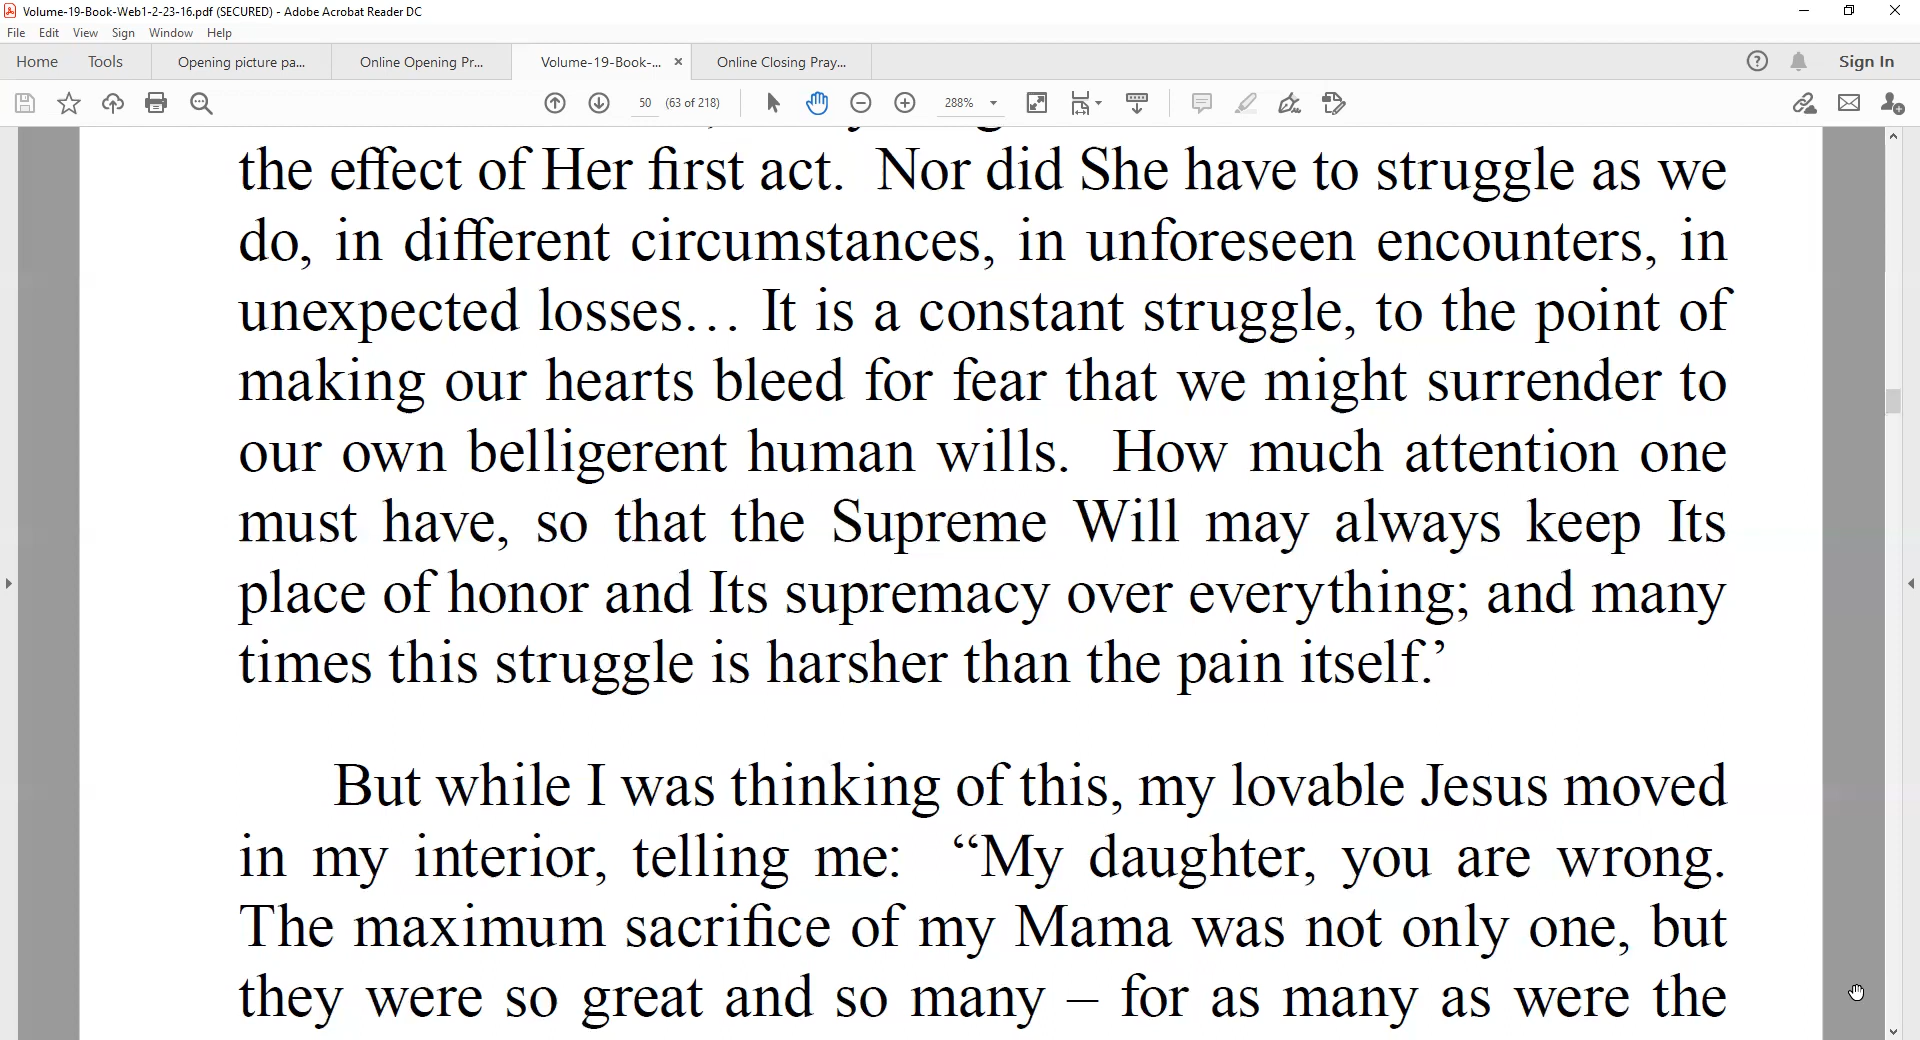 Volume-19-Book-Web1-2-23-16.pdf (SECURED) - Adobe Acrobat Reader DC
File Edit View Sign Window Help
Home Tools Opening picture pa... Online Opening Pr... Volume-19-Book-... × Online Closing Pray... Sign In
50 (63 of 218) 288%
the effect of Her first act.  Nor did She have to struggle as we
do, in different circumstances, in unforeseen encounters, in
unexpected losses… It is a constant struggle, to the point of
making our hearts bleed for fear that we might surrender to
our own belligerent human wills.  How much attention one
must have, so that the Supreme Will may always keep Its
place of honor and Its supremacy over everything; and many
times this struggle is harsher than the pain itself.’
But while I was thinking of this, my lovable Jesus moved
in my interior, telling me:  “My daughter, you are wrong.
The maximum sacrifice of my Mama was not only one, but
they were so great and so many – for as many as were the